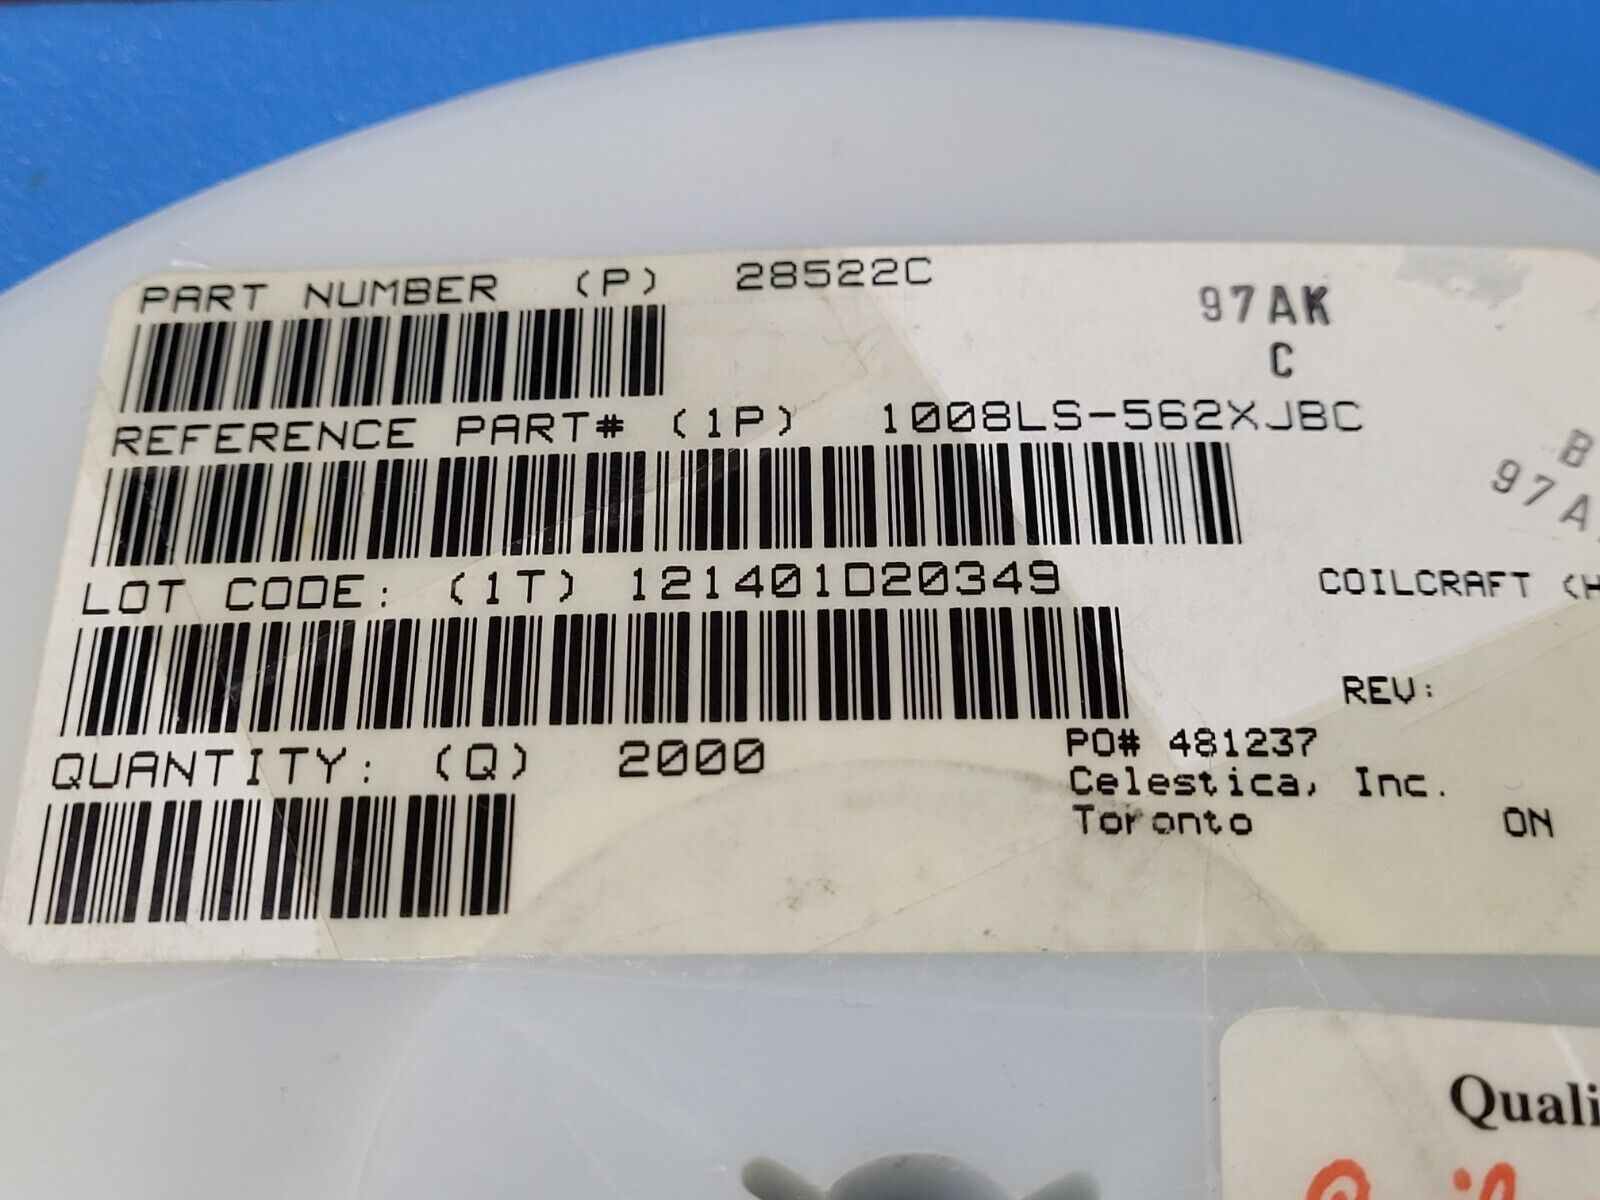 PART NUMBER (P) 28522C
97AK
C
REFERENCE PART# (1P) 1008LS-562XJBC
B
97A
LOT CODE: (1T) 121401D20349
COILCRAFT (H
REV:
QUANTITY: (Q) 2000
PO# 481237
Celestica, Inc.
Toronto ON
Quali